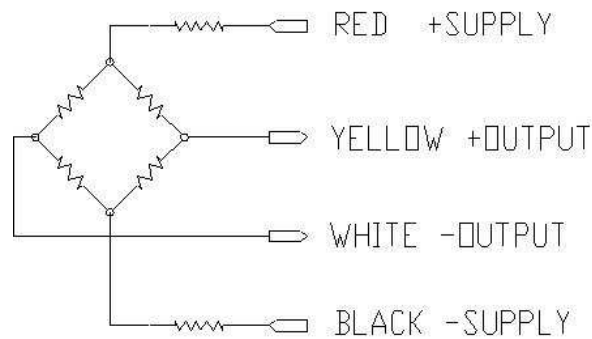 RED +SUPPLY
YELLOW +OUTPUT
WHITE -OUTPUT
BLACK -SUPPLY